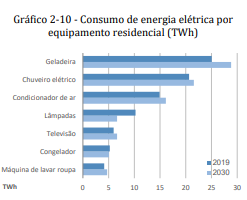 Gráfico 2-10 - Consumo de energia elétrica por
equipamento residencial (TWh)
Geladeira
Chuveiro elétrico
Condicionador de ar
Lâmpadas
Televisão
Congelador
Máquina de lavar roupa
2019
2030
TWh
0
5
10
15
20
25
30